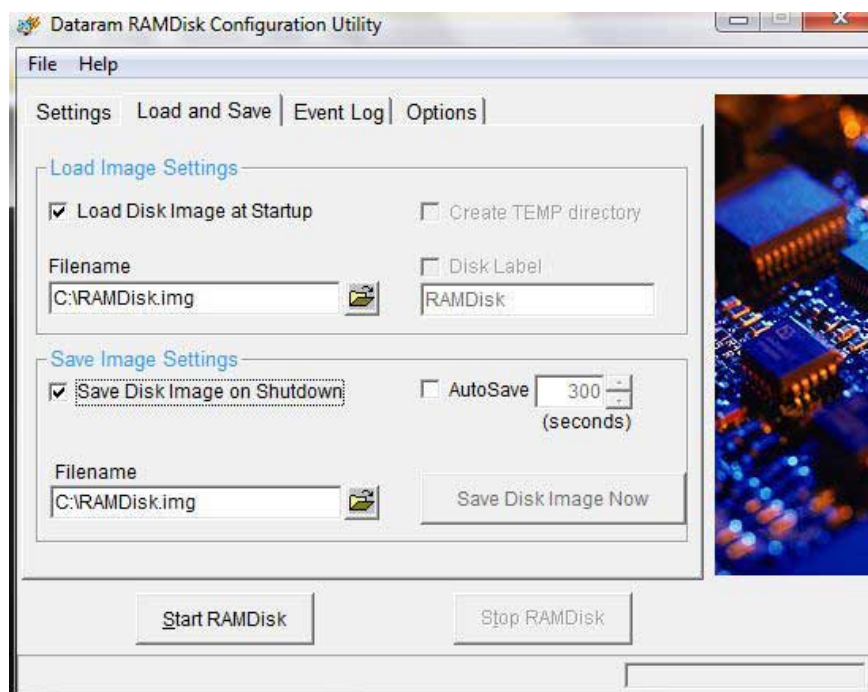 Dataram RAMDisk Configuration Utility
File Help
Settings Load and Save Event Log Options
Load Image Settings
Load Disk Image at Startup
Create TEMP directory
Filename
Disk Label
C:\RAMDisk.img
RAMDisk
Save Image Settings
Save Disk Image on Shutdown
AutoSave 300
(seconds)
Filename
C:\RAMDisk.img
Save Disk Image Now
Start RAMDisk
Stop RAMDisk